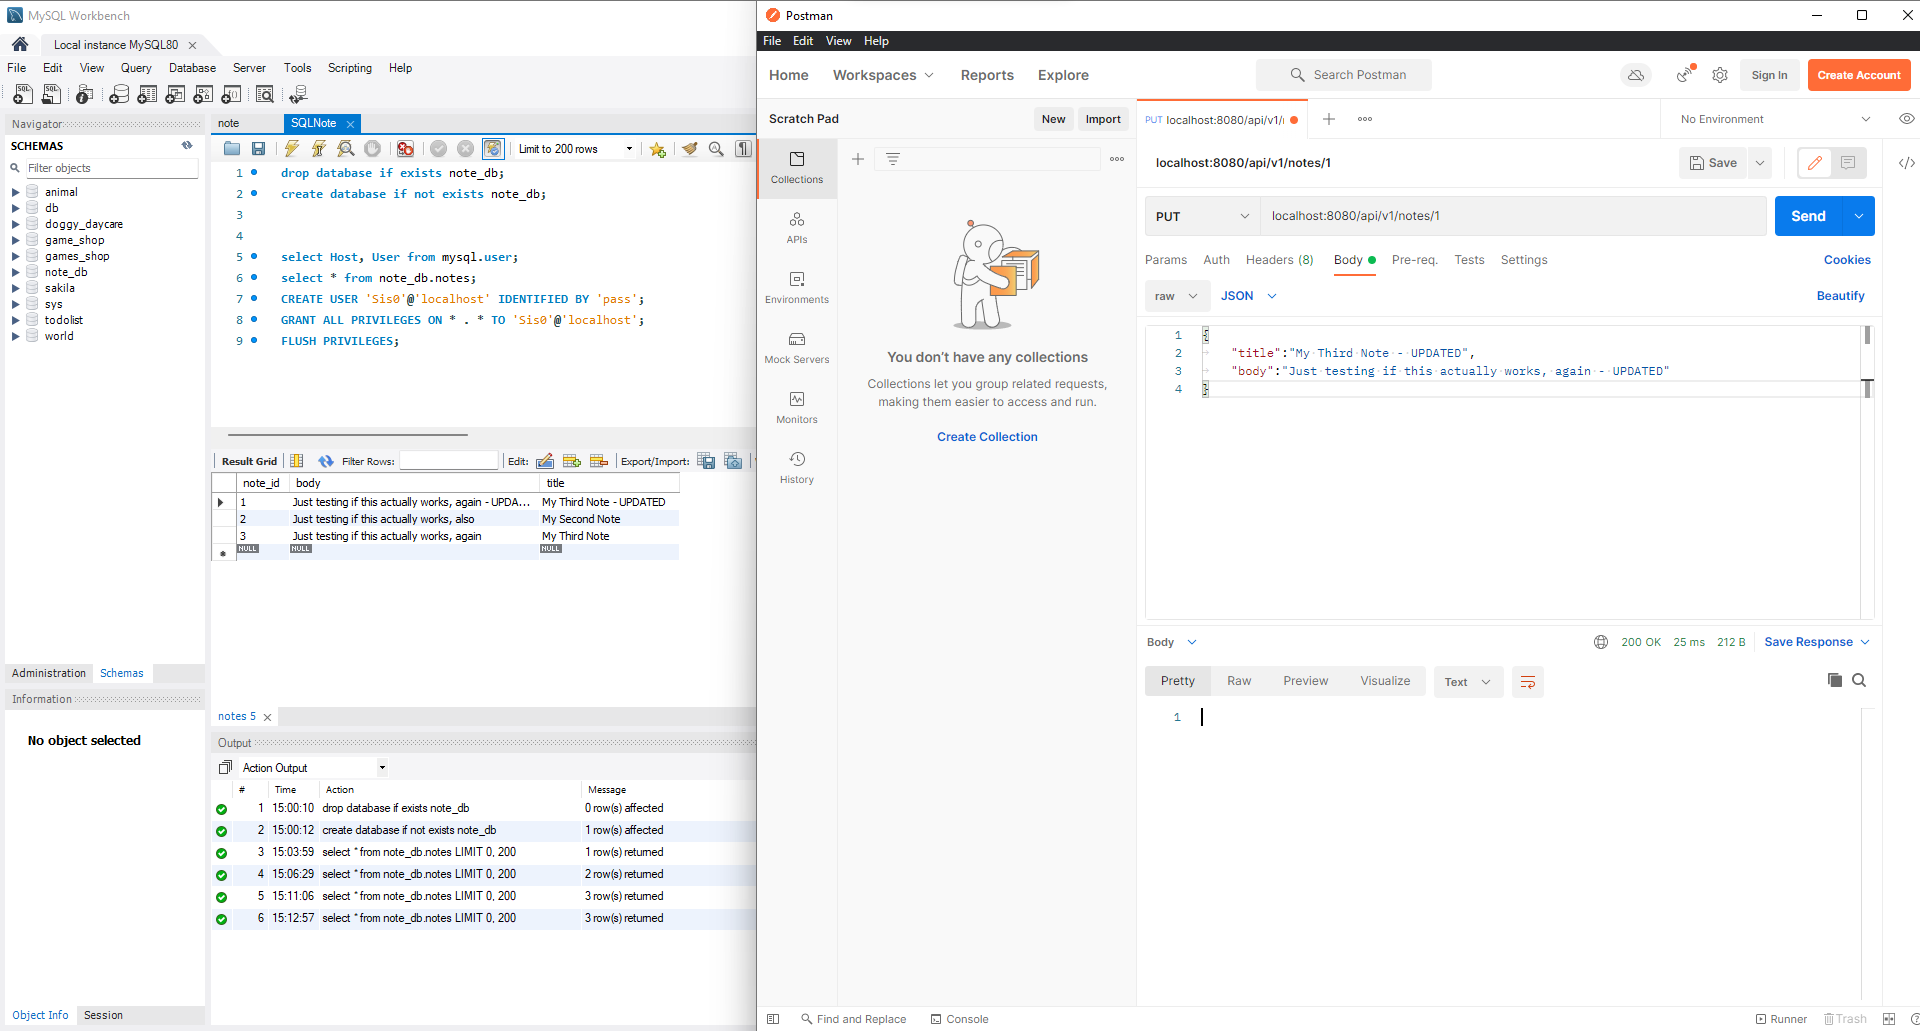 MySQL Workbench
Local instance MySQL80
File Edit View Query Database Server Tools Scripting Help
Navigator
SCHEMAS
Filter objects
animal
db
doggy_daycare
game_shop
games_shop
note_db
sakila
sys
todolist
world
Administration Schemas
Information
No object selected
Object Info Session
note SQLNote
Limit to 200 rows
1 drop database if exists note_db;
2 create database if not exists note_db;
3
4
5 select Host, User from mysql.user;
6 select * from note_db.notes;
7 CREATE USER 'Sis0'@'localhost' IDENTIFIED BY 'pass';
8 GRANT ALL PRIVILEGES ON * . * TO 'Sis0'@'localhost';
9 FLUSH PRIVILEGES;
Result Grid Filter Rows: Edit: Export/Import:
note_id body title
1 Just testing if this actually works, again - UPDA... My Third Note - UPDATED
2 Just testing if this actually works, also My Second Note
3 Just testing if this actually works, again My Third Note
NULL NULL NULL
notes 5
Output
Action Output
# Time Action Message
1 15:00:10 drop database if exists note_db 0 row(s) affected
2 15:00:12 create database if not exists note_db 1 row(s) affected
3 15:03:59 select * from note_db.notes LIMIT 0, 200 1 row(s) returned
4 15:06:29 select * from note_db.notes LIMIT 0, 200 2 row(s) returned
5 15:11:06 select * from note_db.notes LIMIT 0, 200 3 row(s) returned
6 15:12:57 select * from note_db.notes LIMIT 0, 200 3 row(s) returned
Postman
File Edit View Help
Home Workspaces Reports Explore Search Postman Sign In Create Account
Scratch Pad New Import
Collections
APIs
Environments
Mock Servers
Monitors
History
You don't have any collections
Collections let you group related requests,
making them easier to access and run.
Create Collection
PUT localhost:8080/api/v1/ No Environment
localhost:8080/api/v1/notes/1 Save
PUT localhost:8080/api/v1/notes/1 Send
Params Auth Headers (8) Body Pre-req. Tests Settings Cookies
raw JSON Beautify
1 {
2 "title":"My Third Note - UPDATED",
3 "body":"Just testing if this actually works, again - UPDATED"
4 }
Body 200 OK 25 ms 212 B Save Response
Pretty Raw Preview Visualize Text
1
Find and Replace Console Runner Trash